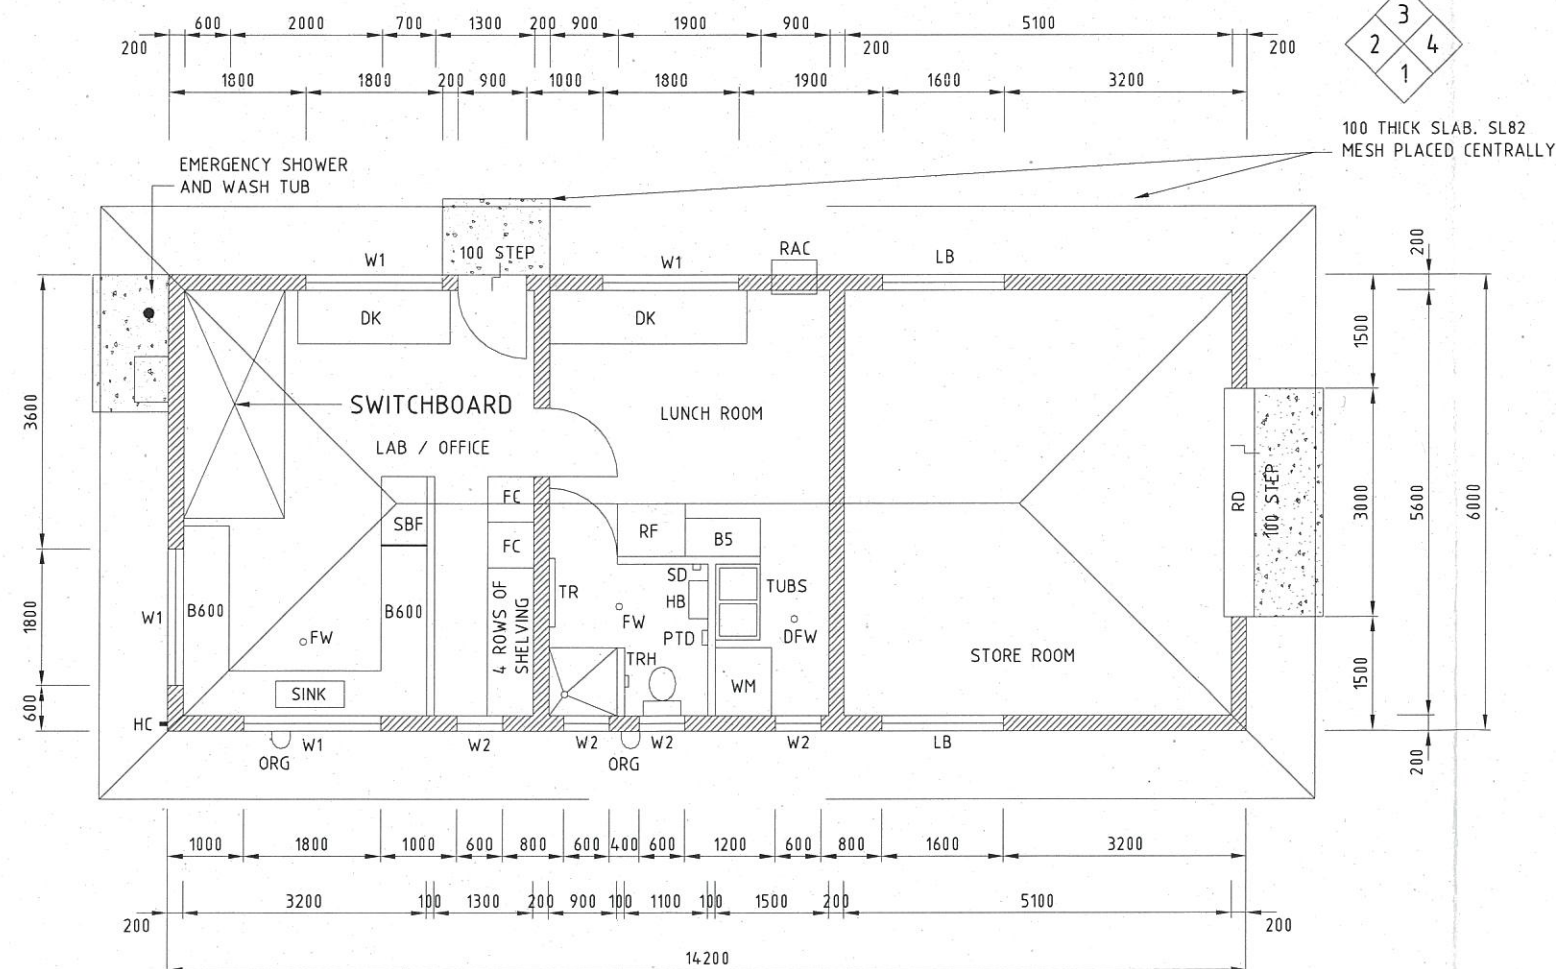 600 2000 700 1300 200 900 1900 900 5100
200 200 200
1800 1800 200 900 1000 1800 1900 1600 3200
3
2 4
1
100 THICK SLAB. SL82
MESH PLACED CENTRALLY
EMERGENCY SHOWER
AND WASH TUB
W1
100 STEP
W1
RAC
LB
DK
DK
SWITCHBOARD
LAB / OFFICE
LUNCH ROOM
FC
SBF
FC
RF
B5
SD
HB
TUBS
TR
FW
PTD
DFW
TRH
WM
W1
B600
B600
4 ROWS OF
SHELVING
FW
SINK
STORE ROOM
RD
100 STEP
HC
W1
W2
W2
W2
W2
LB
ORG
ORG
3600
1800
600
200
1500
3000
5600
6000
1500
200
1000 1800 1000 600 800 600 400 600 1200 600 800 1600 3200
3200 100 1300 200 900 100 1100 100 1500 200 5100
200 200
14200